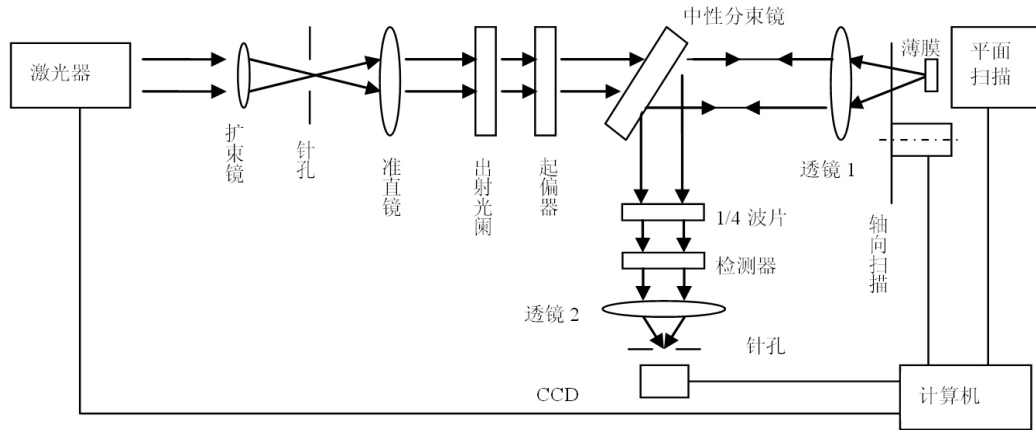 激光器
扩束镜
针孔
准直镜
出射光阑
起偏器
中性分束镜
透镜 1
薄膜
平面
扫描
轴向扫描
1/4 波片
检测器
透镜 2
针孔
CCD
计算机